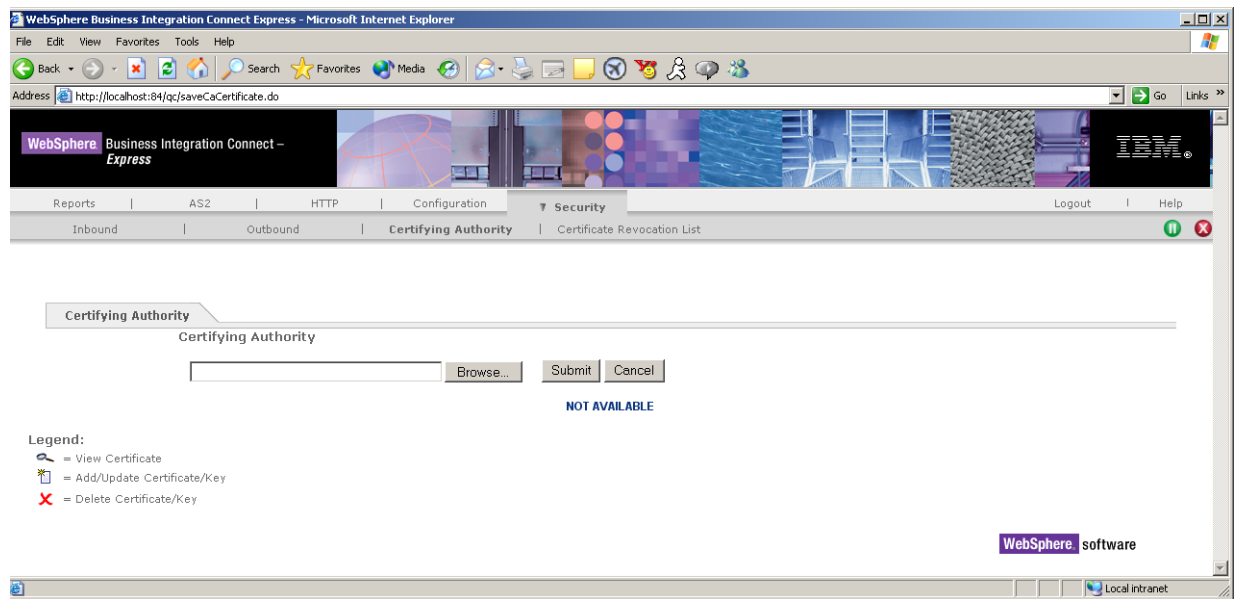 WebSphere Business Integration Connect Express - Microsoft Internet Explorer
File Edit View Favorites Tools Help
Back Search Favorites Media
Address http://localhost:84/qc/saveCaCertificate.do Go Links »
WebSphere. Business Integration Connect –
Express
IBM®
Reports | AS2 | HTTP | Configuration Security Logout | Help
Inbound | Outbound | Certifying Authority | Certificate Revocation List
Certifying Authority
Certifying Authority
Browse... Submit Cancel
NOT AVAILABLE
Legend:
= View Certificate
= Add/Update Certificate/Key
= Delete Certificate/Key
WebSphere. software
Local intranet